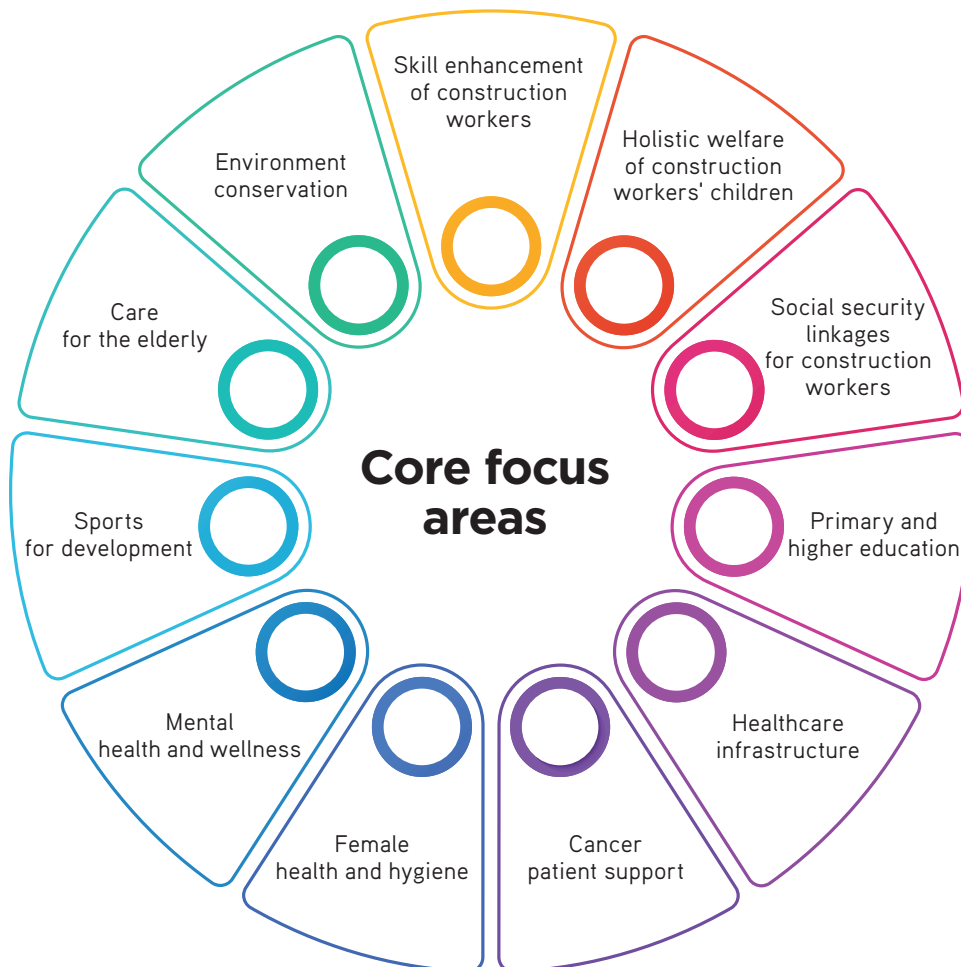 Skill enhancement
of construction
workers
Holistic welfare
of construction
workers' children
Social security
linkages
for construction
workers
Primary and
higher education
Healthcare
infrastructure
Cancer
patient support
Female
health and hygiene
Mental
health and wellness
Sports
for development
Care
for the elderly
Environment
conservation
Core focus
areas